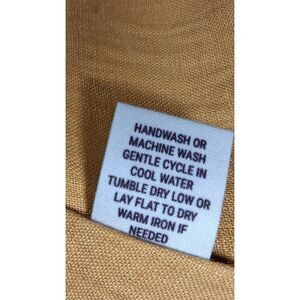 HANDWASH OR
MACHINE WASH
GENTLE CYCLE IN
COOL WATER
TUMBLE DRY LOW OR
LAY FLAT TO DRY
WARM IRON IF
NEEDED